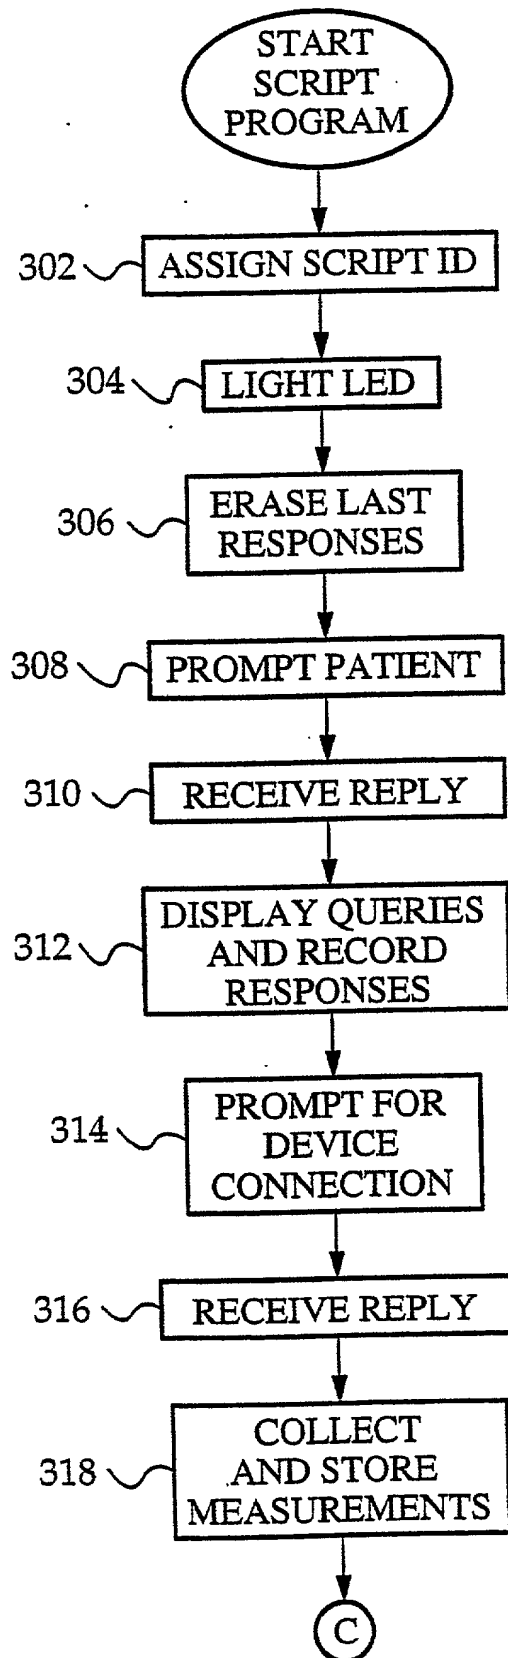 START
SCRIPT
PROGRAM
302
ASSIGN SCRIPT ID
304
LIGHT LED
306
ERASE LAST
RESPONSES
308
PROMPT PATIENT
310
RECEIVE REPLY
312
DISPLAY QUERIES
AND RECORD
RESPONSES
314
PROMPT FOR
DEVICE
CONNECTION
316
RECEIVE REPLY
318
COLLECT
AND STORE
MEASUREMENTS
C